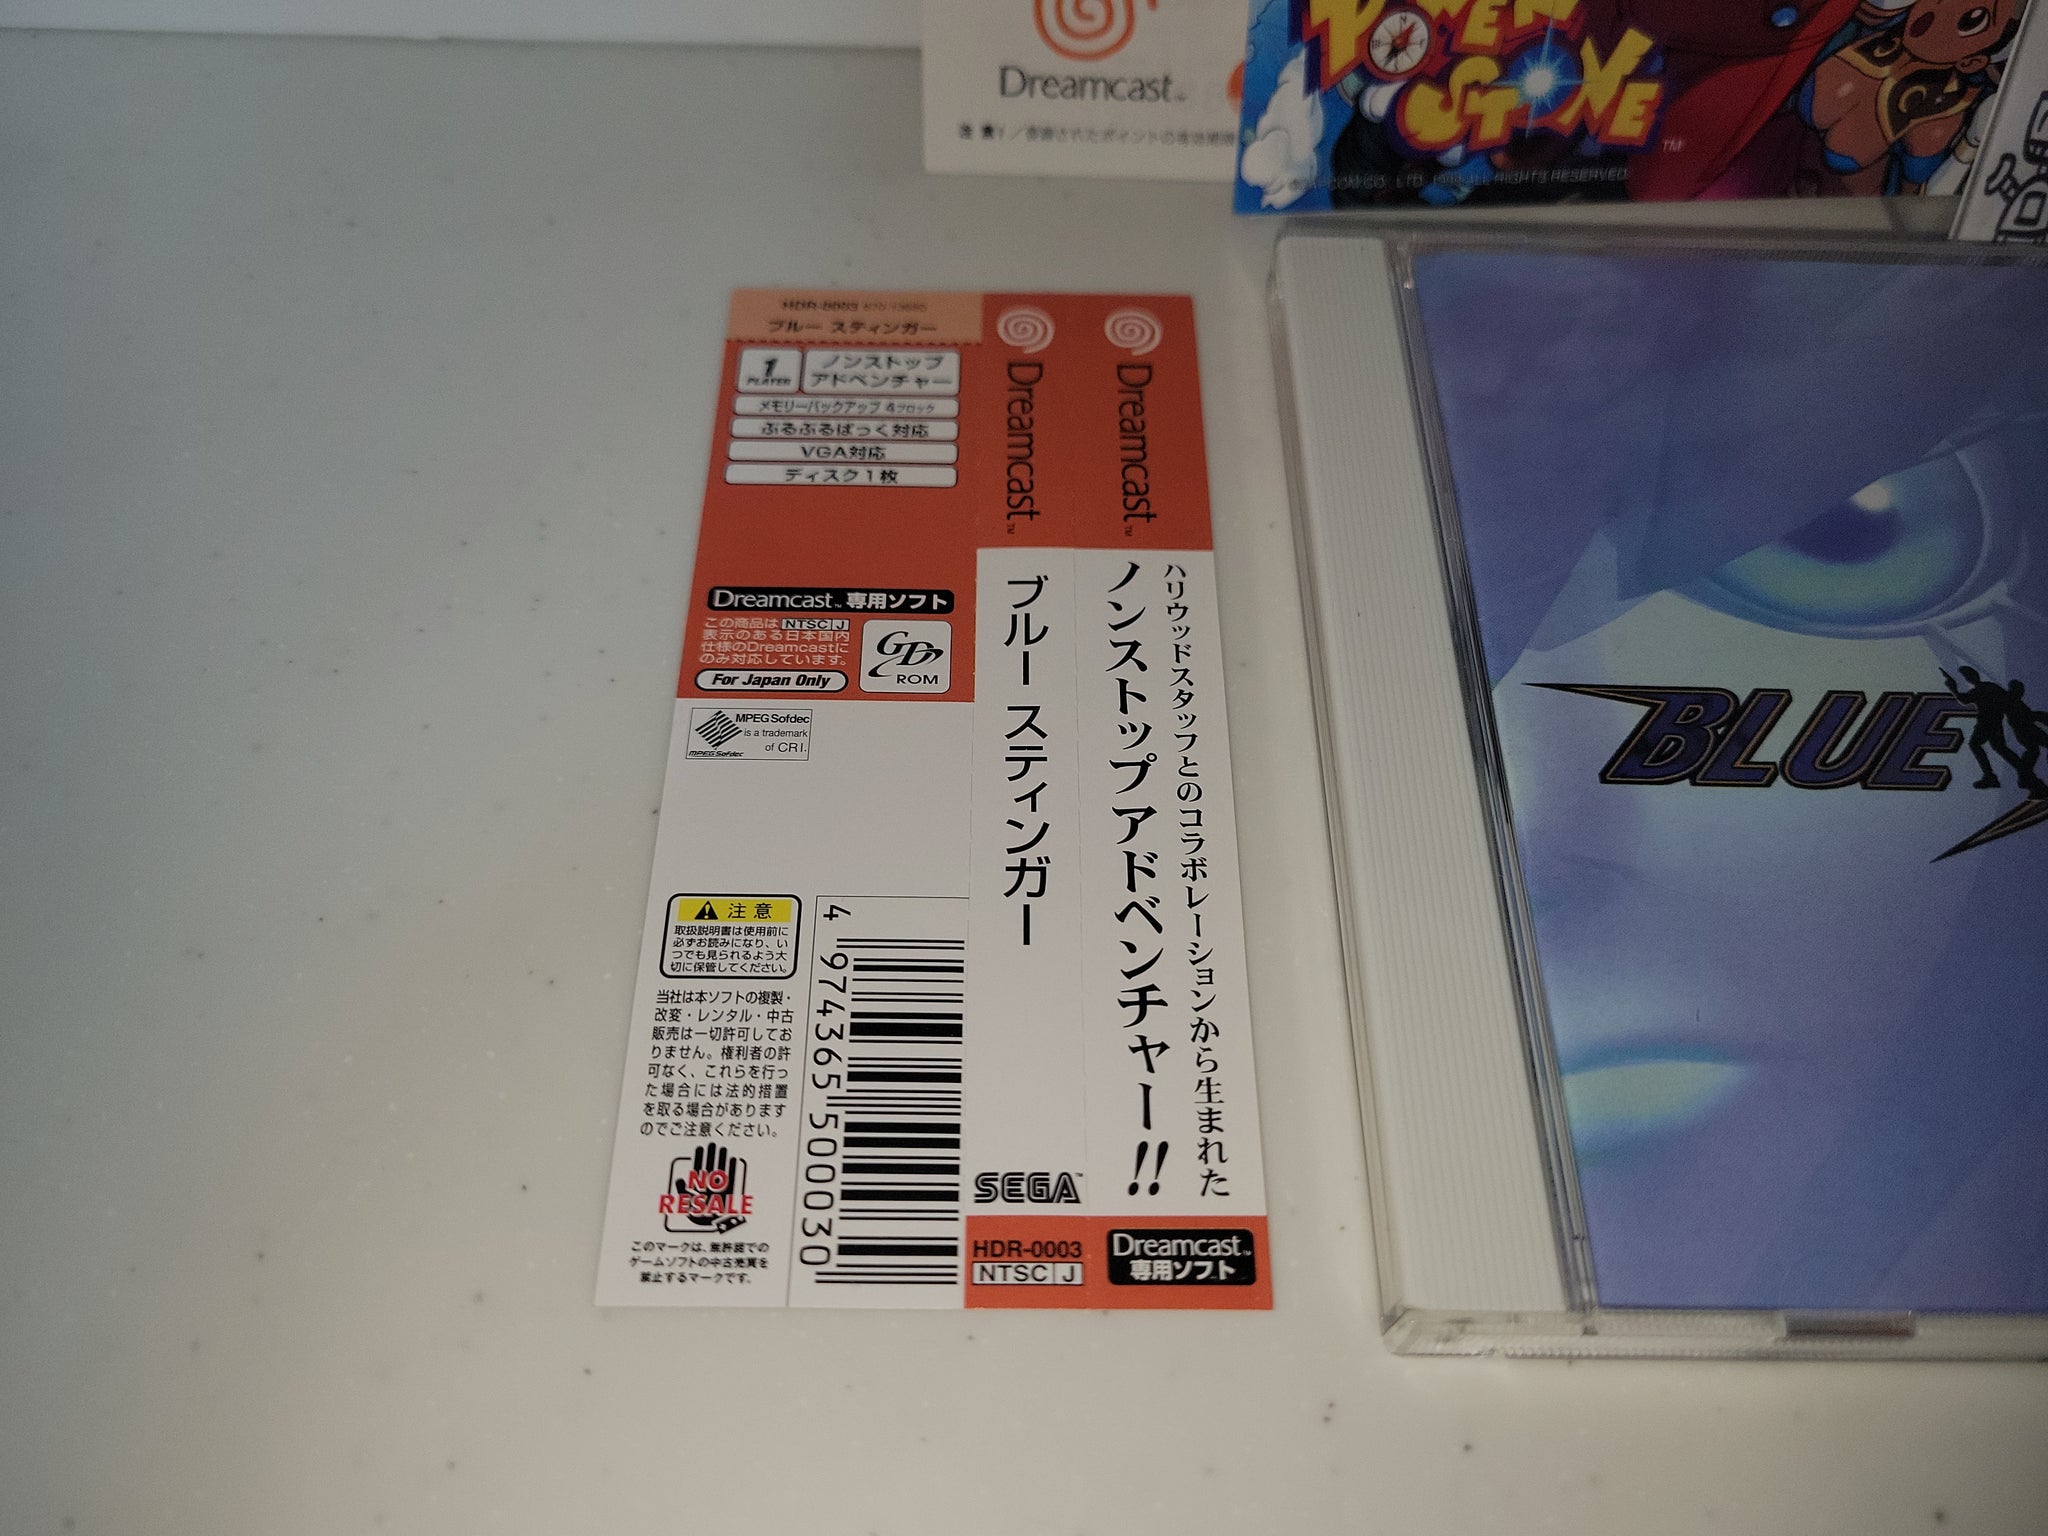 Dreamcast™
POWER
STONE™
HDR-0003
ブルー スティンガー
1
PLAYER
ノンストップ
アドベンチャー
メモリーバックアップ 4ブロック
ぷるぷるぱっく対応
VGA対応
ディスク1枚
Dreamcast™ 専用ソフト
この商品は NTSC J
表示のある日本国内
仕様のDreamcastに
のみ対応しています。
For Japan Only
GD
ROM
MPEG Sofdec
is a trademark
of CRI.
MPEG Sofdec
注意
取扱説明書は使用前に
必ずお読みになり、い
つでも見られるよう大
切に保管してください。
当社は本ソフトの複製・
改変・レンタル・中古
販売は一切許可してお
りません。権利者の許
可なく、これらを行っ
た場合には法的措置
を取る場合があります
のでご注意ください。
NO
RESALE
このマークは、無許諾での
ゲームソフトの中古売買を
禁止するマークです。
4 974365 500030
Dreamcast™
ブルー スティンガー
SEGA™
HDR-0003
NTSC J
Dreamcast™
ハリウッドスタッフとのコラボレーションから生まれた
ノンストップアドベンチャー!!
Dreamcast™
専用ソフト
BLUE